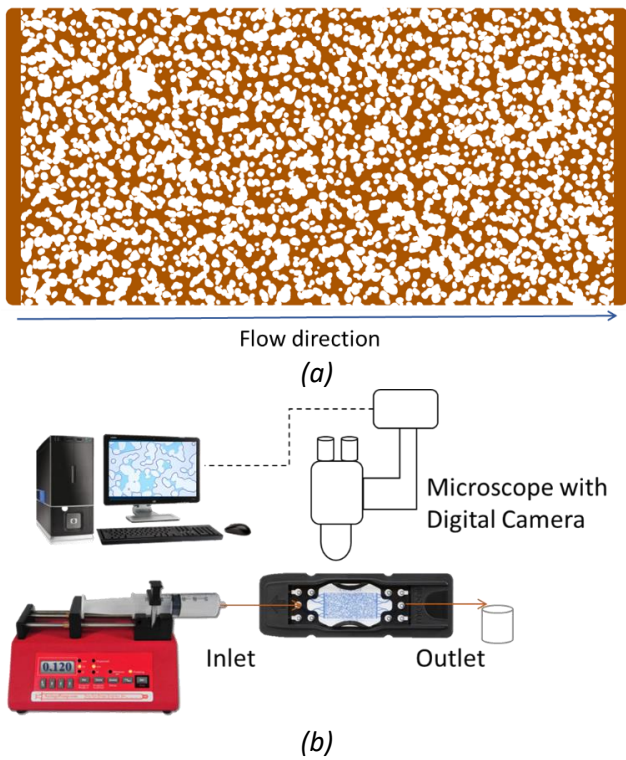 Flow direction
(a)
Microscope with
Digital Camera
0.120
Inlet
Outlet
(b)